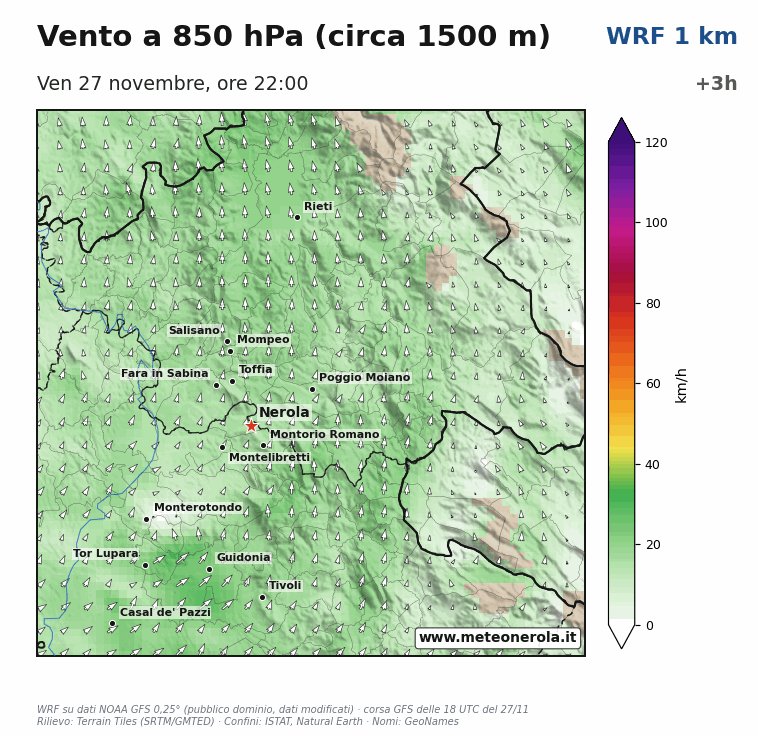 Vento a 850 hPa (circa 1500 m)
WRF 1 km
Ven 27 novembre, ore 22:00
+3h
Rieti
Salisano
Mompeo
Fara in Sabina
Toffia
Poggio Moiano
Nerola
Montorio Romano
Montelibretti
Monterotondo
Tor Lupara
Guidonia
Tivoli
Casal de' Pazzi
www.meteonerola.it
120
100
80
60
40
20
0
km/h
WRF su dati NOAA GFS 0,25° (pubblico dominio, dati modificati) · corsa GFS delle 18 UTC del 27/11
Rilievo: Terrain Tiles (SRTM/GMTED) · Confini: ISTAT, Natural Earth · Nomi: GeoNames